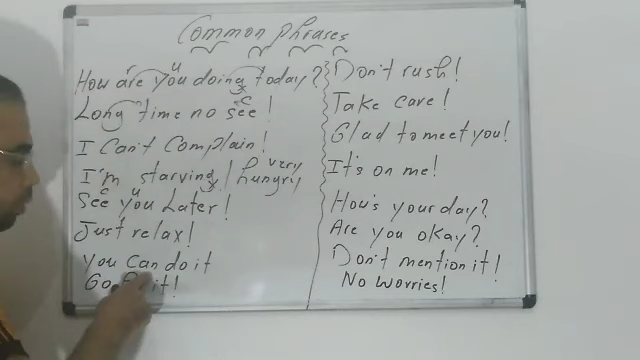 Common phrases
How are you doing today?
r u
Long time no see!
c
I can't complain!
I'm starving / very hungry
See you Later!
c u
Just relax!
You can do it
Go it!
Don't rush!
Take care!
Glad to meet you!
It's on me!
How's your day?
Are you okay?
Don't mention it!
No worries!